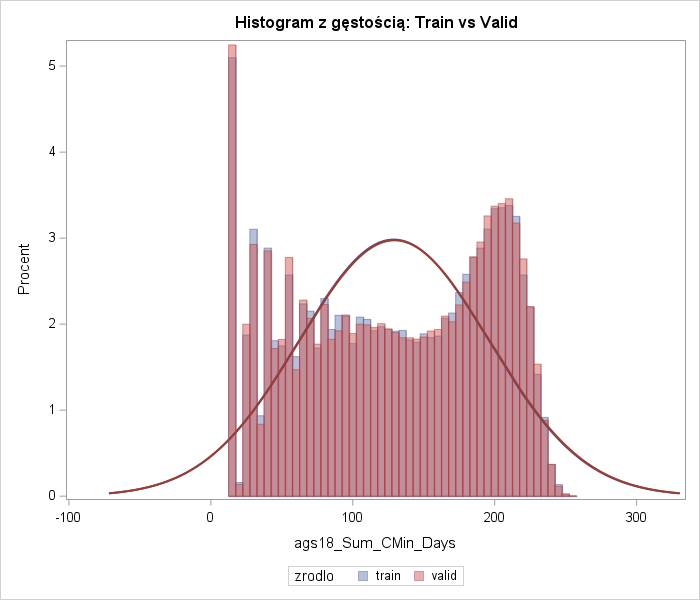 Histogram z gęstością: Train vs Valid
5
4
3
2
1
0
Procent
-100 0 100 200 300
ags18_Sum_CMin_Days
zrodlo train valid